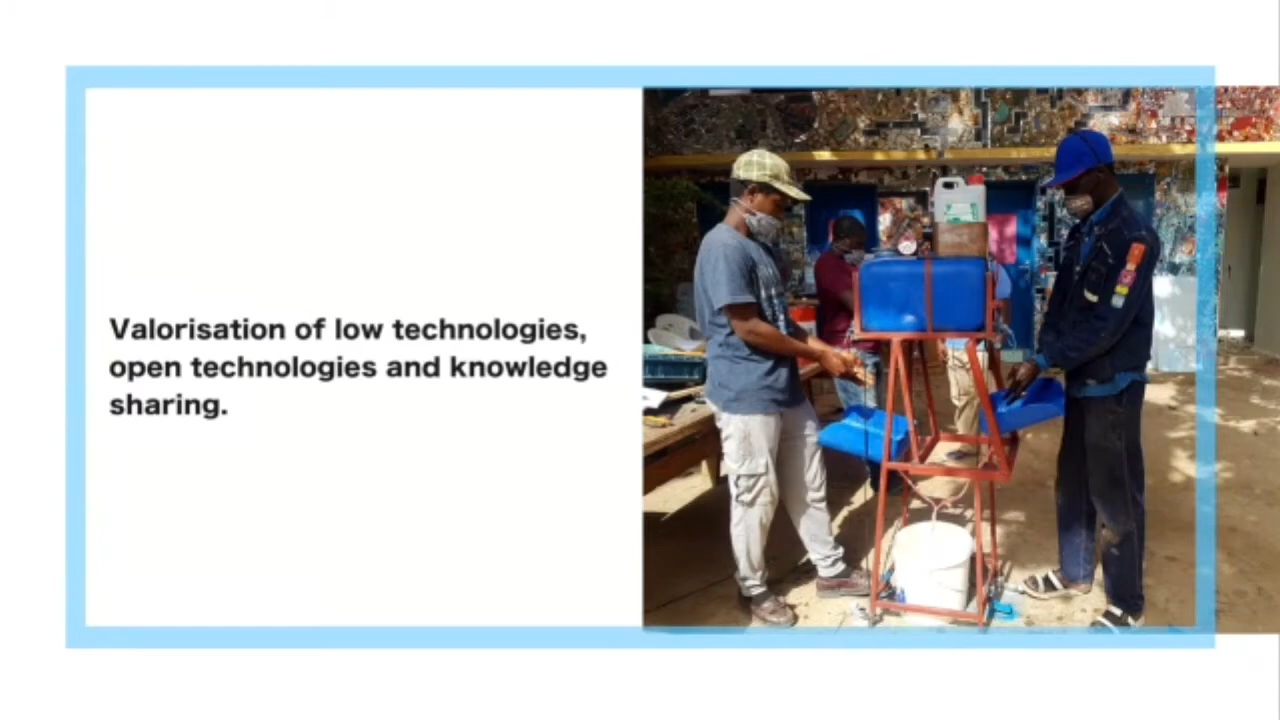 Valorisation of low technologies,
open technologies and knowledge
sharing.